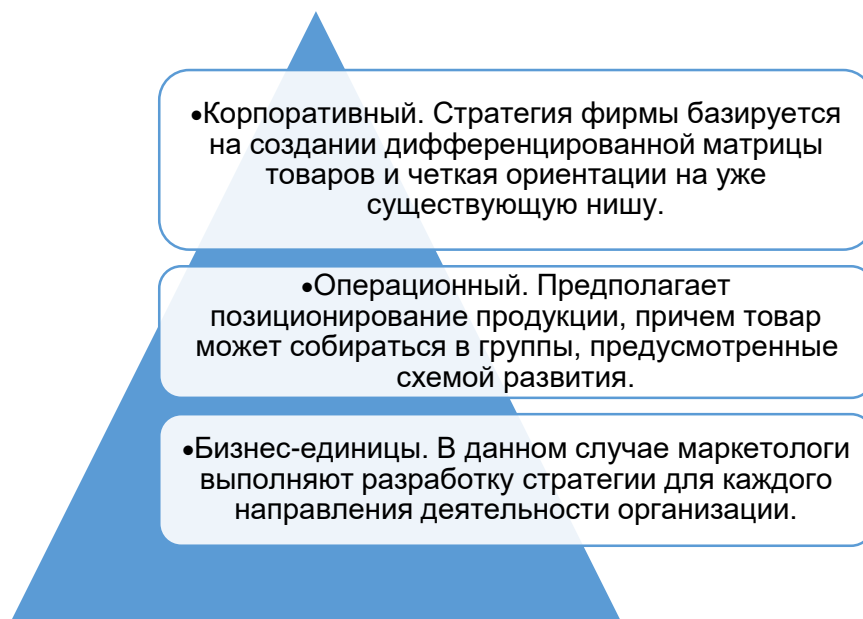 •Корпоративный. Стратегия фирмы базируется
на создании дифференцированной матрицы
товаров и четкая ориентации на уже
существующую нишу.
•Операционный. Предполагает
позиционирование продукции, причем товар
может собираться в группы, предусмотренные
схемой развития.
•Бизнес-единицы. В данном случае маркетологи
выполняют разработку стратегии для каждого
направления деятельности организации.